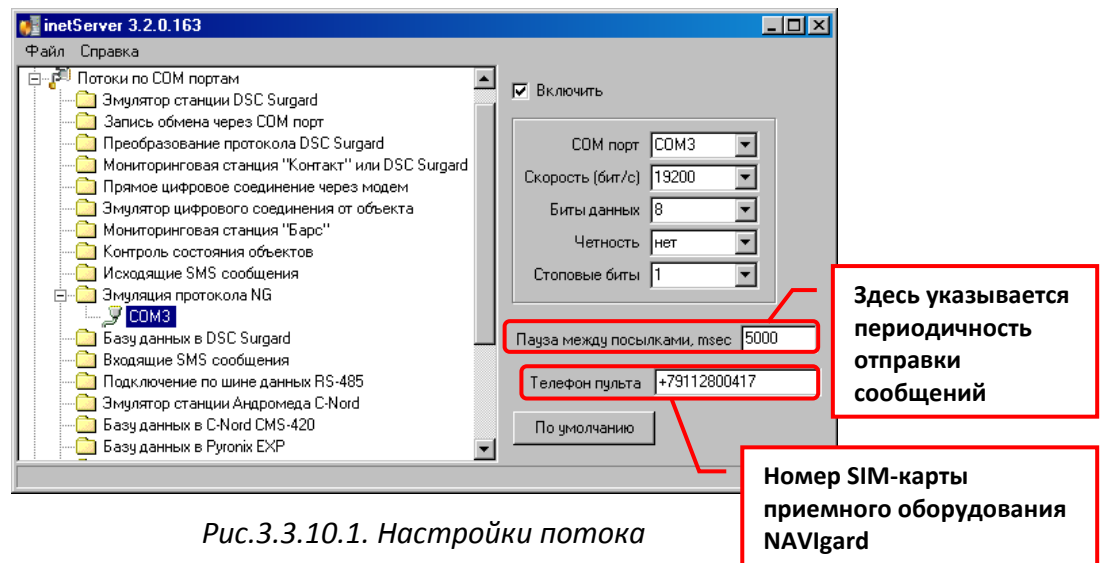 inetServer 3.2.0.163
Файл Справка
Потоки по COM портам
Эмулятор станции DSC Surgard
Запись обмена через COM порт
Преобразование протокола DSC Surgard
Мониторинговая станция "Контакт" или DSC Surgard
Прямое цифровое соединение через модем
Эмулятор цифрового соединения от объекта
Мониторинговая станция "Барс"
Контроль состояния объектов
Исходящие SMS сообщения
Эмуляция протокола NG
COM3
Базу данных в DSC Surgard
Входящие SMS сообщения
Подключение по шине данных RS-485
Эмулятор станции Андромеда C-Nord
Базу данных в C-Nord CMS-420
Базу данных в Pyronix EXP
Включить
COM порт COM3
Скорость (бит/с) 19200
Биты данных 8
Четность нет
Стоповые биты 1
Пауза между посылками, msec 5000
Телефон пульта +79112800417
По умолчанию
Здесь указывается
периодичность
отправки
сообщений
Номер SIM-карты
приемного оборудования
NAVIgard
Рис.3.3.10.1. Настройки потока